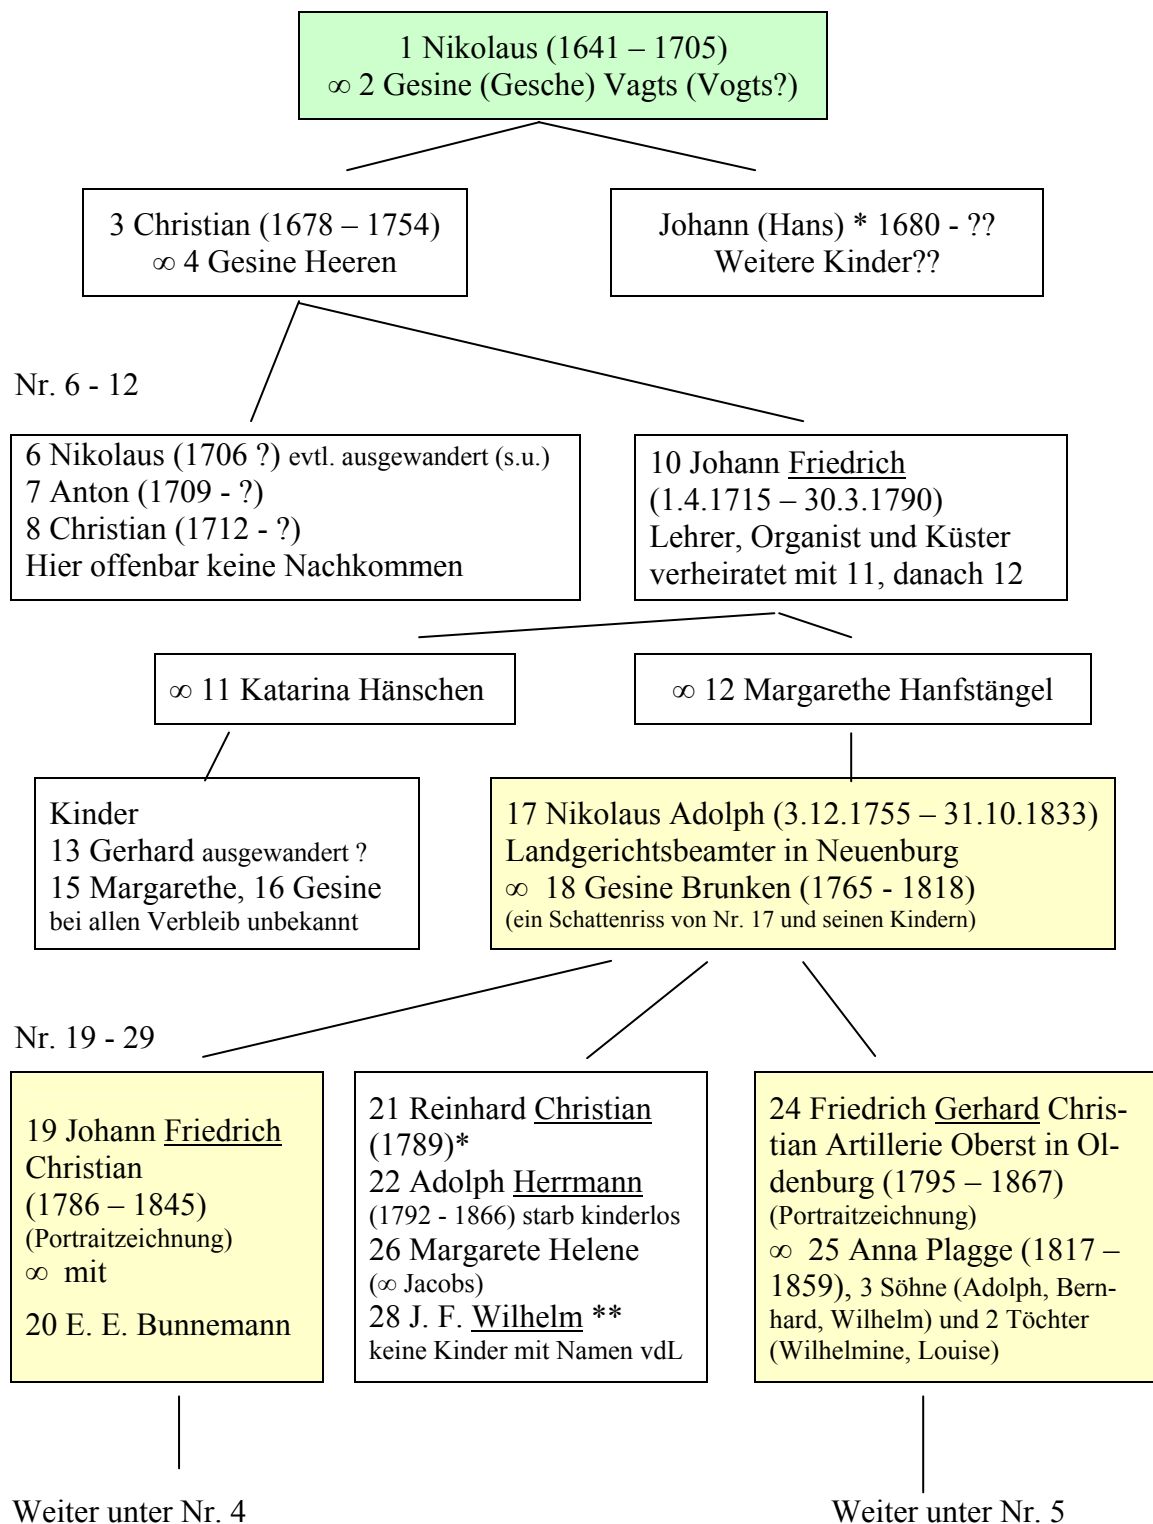 1 Nikolaus (1641 – 1705)
∞ 2 Gesine (Gesche) Vagts (Vogts?)
3 Christian (1678 – 1754)
∞ 4 Gesine Heeren
Johann (Hans) * 1680 - ??
Weitere Kinder??
Nr. 6 - 12
6 Nikolaus (1706 ?) evtl. ausgewandert (s.u.)
7 Anton (1709 - ?)
8 Christian (1712 - ?)
Hier offenbar keine Nachkommen
10 Johann Friedrich
(1.4.1715 – 30.3.1790)
Lehrer, Organist und Küster
verheiratet mit 11, danach 12
∞ 11 Katarina Hänschen
∞ 12 Margarethe Hanfstängel
Kinder
13 Gerhard ausgewandert ?
15 Margarethe, 16 Gesine
bei allen Verbleib unbekannt
17 Nikolaus Adolph (3.12.1755 – 31.10.1833)
Landgerichtsbeamter in Neuenburg
∞ 18 Gesine Brunken (1765 - 1818)
(ein Schattenriss von Nr. 17 und seinen Kindern)
Nr. 19 - 29
19 Johann Friedrich
Christian
(1786 – 1845)
(Portraitzeichnung)
∞ mit
20 E. E. Bunnemann
21 Reinhard Christian
(1789)*
22 Adolph Herrmann
(1792 - 1866) starb kinderlos
26 Margarete Helene
(∞ Jacobs)
28 J. F. Wilhelm **
keine Kinder mit Namen vdL
24 Friedrich Gerhard Chris-
tian Artillerie Oberst in Ol-
denburg (1795 – 1867)
(Portraitzeichnung)
∞ 25 Anna Plagge (1817 –
1859), 3 Söhne (Adolph, Bern-
hard, Wilhelm) und 2 Töchter
(Wilhelmine, Louise)
Weiter unter Nr. 4
Weiter unter Nr. 5